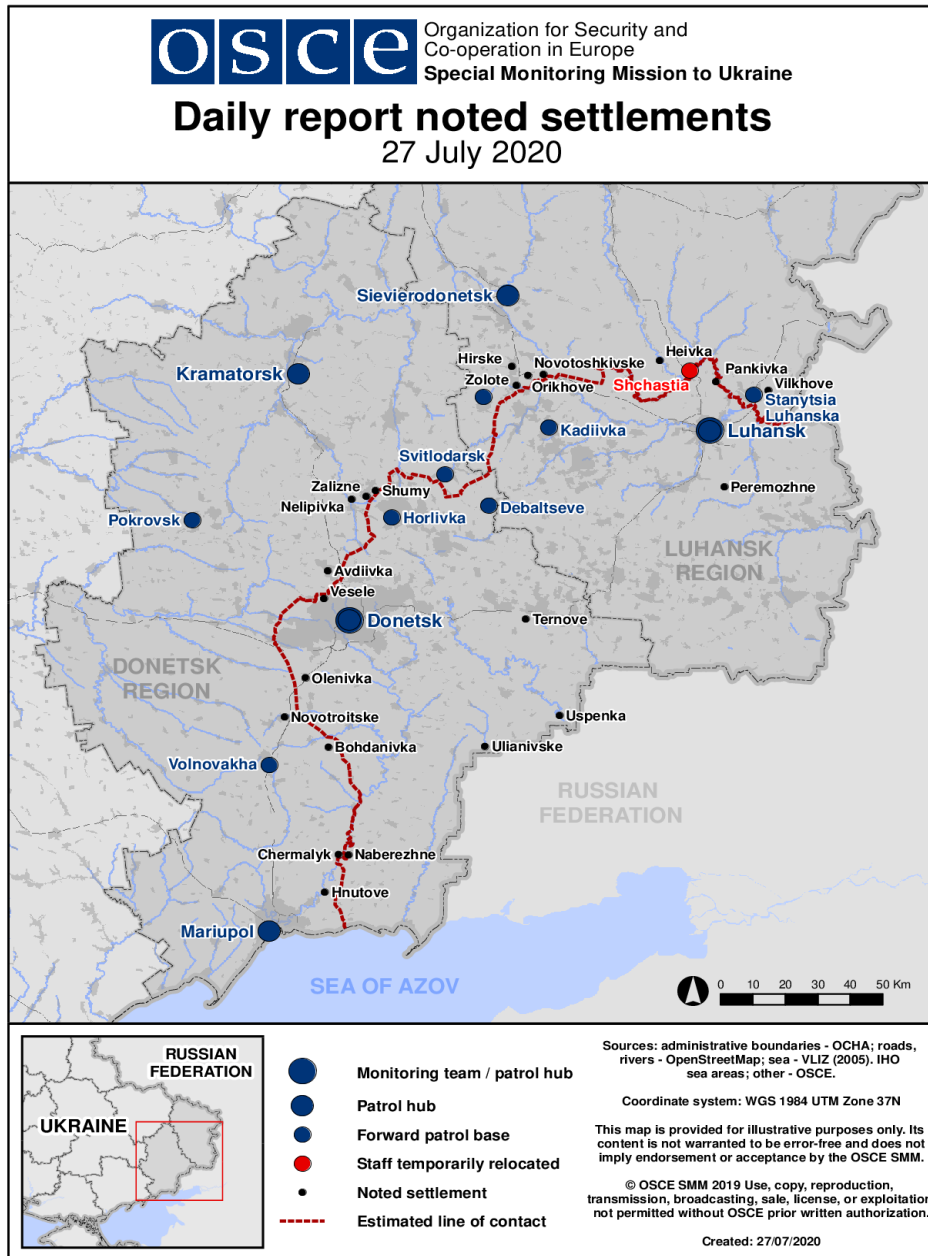 osce
Organization for Security and
Co-operation in Europe
Special Monitoring Mission to Ukraine
Daily report noted settlements
27 July 2020
Sievierodonetsk
Kramatorsk
Hirske
Novotoshkivske
Heivka
Zolote
Orikhove
Shchastia
Pankivka
Vilkhove
Stanytsia
Luhanska
Kadiivka
Luhansk
Svitlodarsk
Zalizne
Shumy
Nelipivka
Peremozhne
Pokrovsk
Horlivka
Debaltseve
LUHANSK
REGION
Avdiivka
Vesele
Donetsk
Ternove
DONETSK
REGION
Olenivka
Novotroitske
Uspenka
Bohdanivka
Ulianivske
Volnovakha
RUSSIAN
FEDERATION
Chermalyk
Naberezhne
Hnutove
Mariupol
SEA OF AZOV
0 10 20 30 40 50 Km
RUSSIAN
FEDERATION
UKRAINE
Monitoring team / patrol hub
Patrol hub
Forward patrol base
Staff temporarily relocated
Noted settlement
Estimated line of contact
Sources: administrative boundaries - OCHA; roads,
rivers - OpenStreetMap; sea - VLIZ (2005). IHO
sea areas; other - OSCE.
Coordinate system: WGS 1984 UTM Zone 37N
This map is provided for illustrative purposes only. Its
content is not warranted to be error-free and does not
imply endorsement or acceptance by the OSCE SMM.
© OSCE SMM 2019 Use, copy, reproduction,
transmission, broadcasting, sale, license, or exploitation
not permitted without OSCE prior written authorization.
Created: 27/07/2020